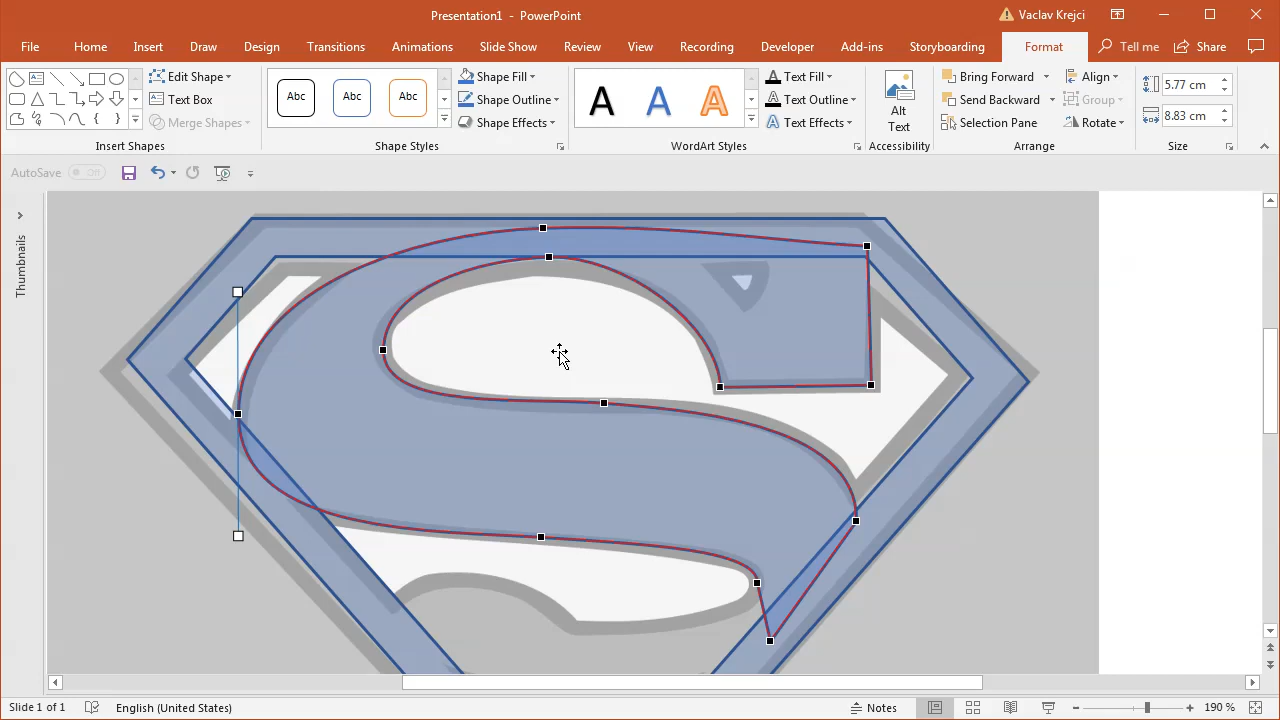 Presentation1 - PowerPoint
Vaclav Krejci
File Home Insert Draw Design Transitions Animations Slide Show Review View Recording Developer Add-ins Storyboarding Format Tell me Share
Edit Shape
Text Box
Merge Shapes
Insert Shapes
Abc Abc Abc
Shape Fill
Shape Outline
Shape Effects
Shape Styles
A A A
Text Fill
Text Outline
Text Effects
WordArt Styles
Alt
Text
Accessibility
Bring Forward
Send Backward
Selection Pane
Align
Group
Rotate
Arrange
5.77 cm
8.83 cm
Size
AutoSave Off
Thumbnails
Slide 1 of 1 English (United States) Notes 190 %